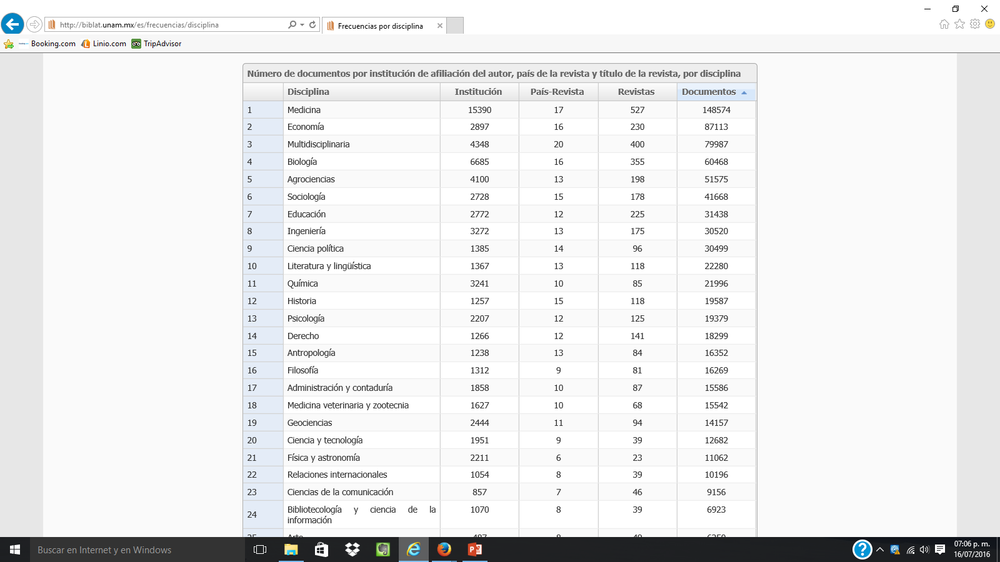 http://biblat.unam.mx/es/frecuencias/disciplina
Frecuencias por disciplina
Booking.com Linio.com TripAdvisor
Número de documentos por institución de afiliación del autor, país de la revista y título de la revista, por disciplina
Disciplina Institución País-Revista Revistas Documentos
1 Medicina 15390 17 527 148574
2 Economía 2897 16 230 87113
3 Multidisciplinaria 4348 20 400 79987
4 Biología 6685 16 355 60468
5 Agrociencias 4100 13 198 51575
6 Sociología 2728 15 178 41668
7 Educación 2772 12 225 31438
8 Ingeniería 3272 13 175 30520
9 Ciencia política 1385 14 96 30499
10 Literatura y lingüística 1367 13 118 22280
11 Química 3241 10 85 21996
12 Historia 1257 15 118 19587
13 Psicología 2207 12 125 19379
14 Derecho 1266 12 141 18299
15 Antropología 1238 13 84 16352
16 Filosofía 1312 9 81 16269
17 Administración y contaduría 1858 10 87 15586
18 Medicina veterinaria y zootecnia 1627 10 68 15542
19 Geociencias 2444 11 94 14157
20 Ciencia y tecnología 1951 9 39 12682
21 Física y astronomía 2211 6 23 11062
22 Relaciones internacionales 1054 8 39 10196
23 Ciencias de la comunicación 857 7 46 9156
24 Bibliotecología y ciencia de la 1070 8 39 6923
información
Buscar en Internet y en Windows
07:06 p. m.
16/07/2016